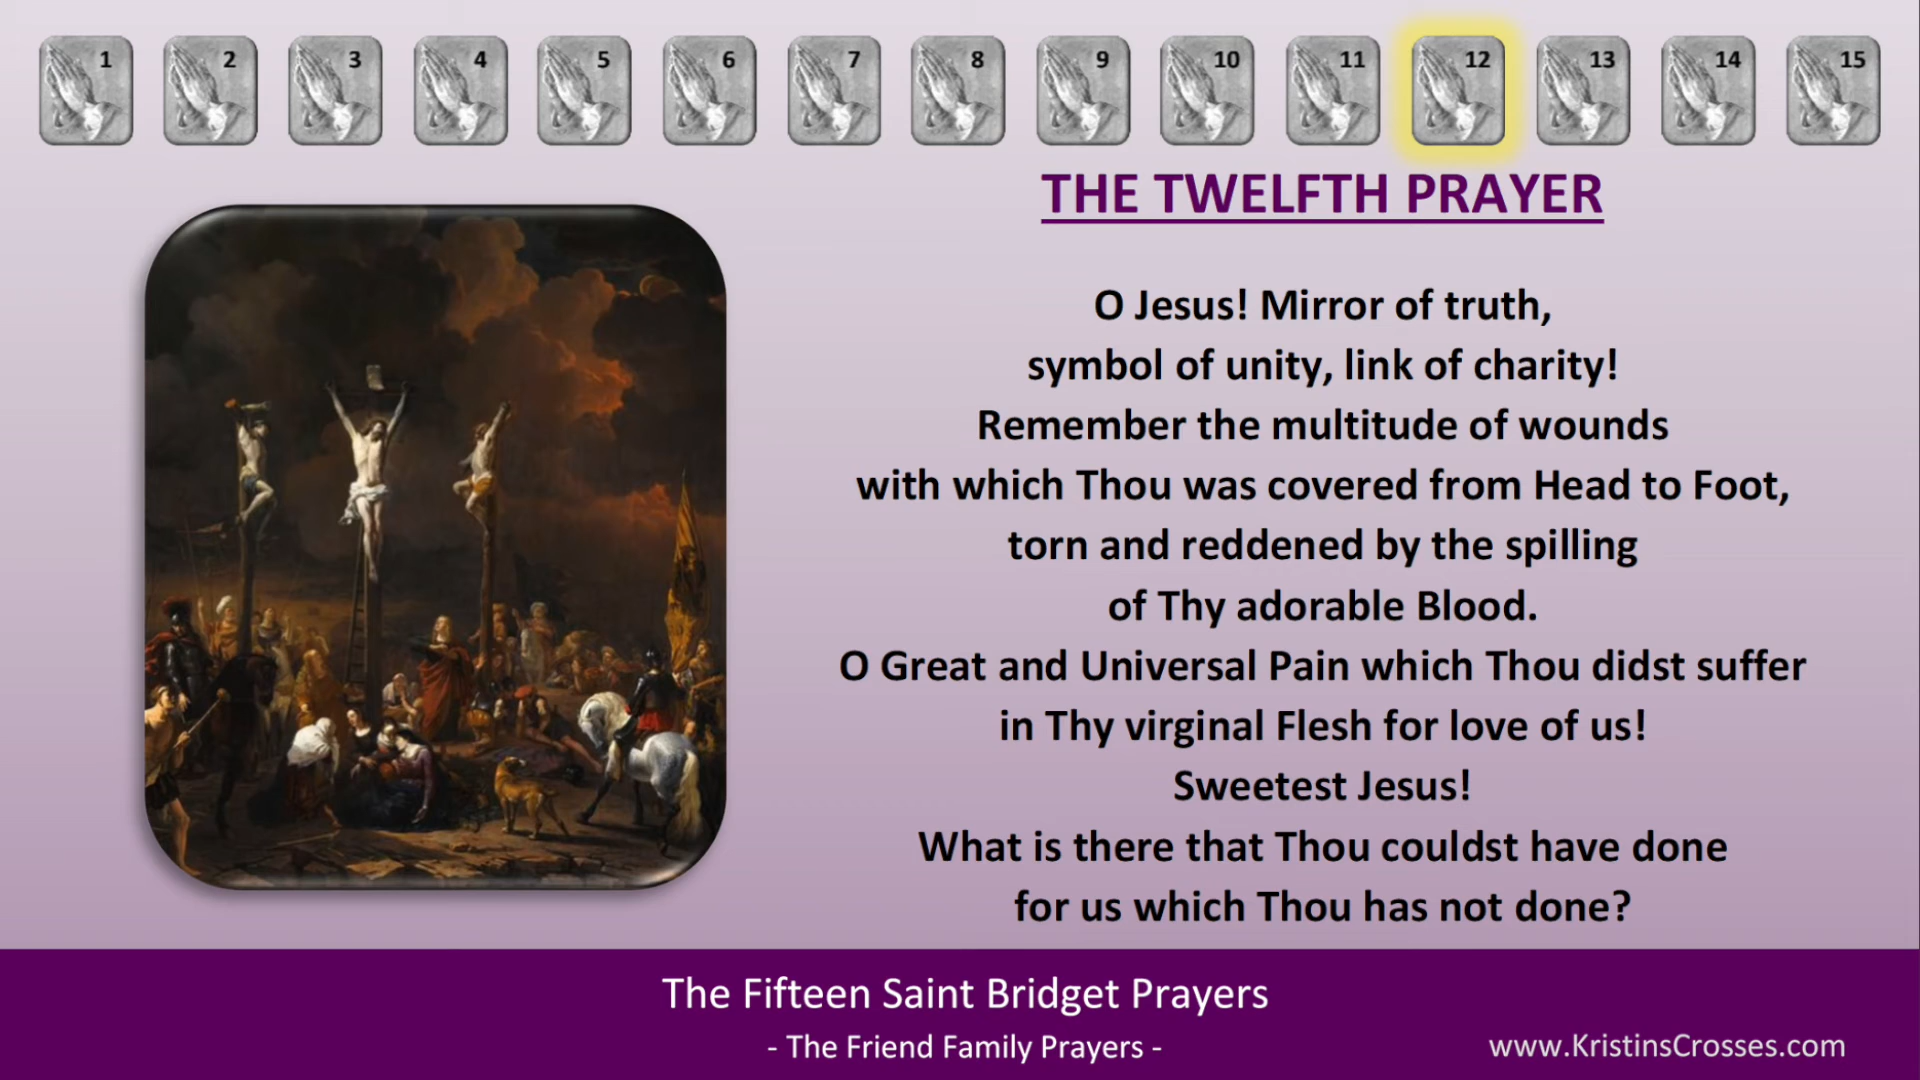 1 2 3 4 5 6 7 8 9 10 11 12 13 14 15
THE TWELFTH PRAYER
O Jesus! Mirror of truth,
symbol of unity, link of charity!
Remember the multitude of wounds
with which Thou was covered from Head to Foot,
torn and reddened by the spilling
of Thy adorable Blood.
O Great and Universal Pain which Thou didst suffer
in Thy virginal Flesh for love of us!
Sweetest Jesus!
What is there that Thou couldst have done
for us which Thou has not done?
The Fifteen Saint Bridget Prayers
- The Friend Family Prayers -
www.KristinsCrosses.com